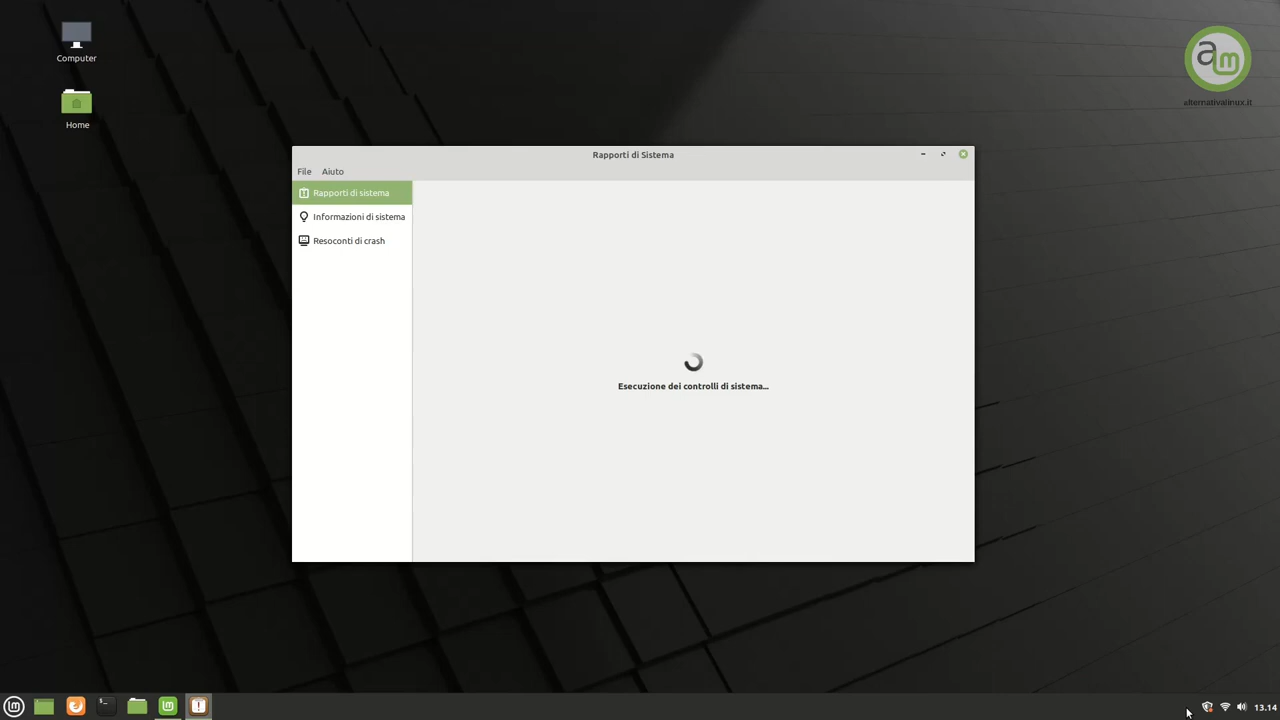 Computer
Home
am
alternativalinux.it
Rapporti di Sistema
File Aiuto
Rapporti di sistema
Informazioni di sistema
Resoconti di crash
Esecuzione dei controlli di sistema...
13.14